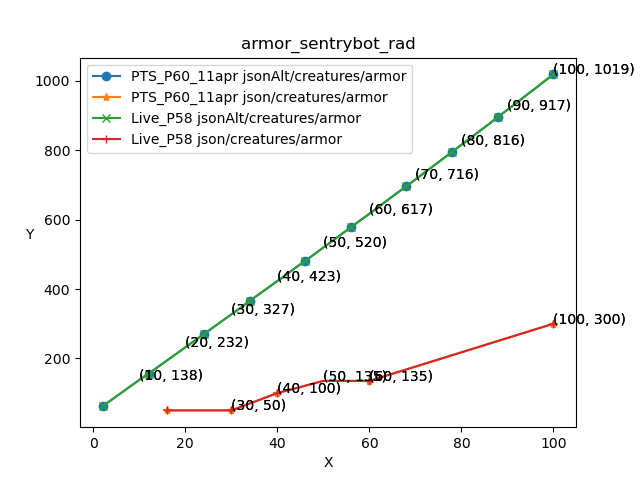 armor_sentrybot_rad
PTS_P60_11apr jsonAlt/creatures/armor
PTS_P60_11apr json/creatures/armor
Live_P58 jsonAlt/creatures/armor
Live_P58 json/creatures/armor
(100, 1019)
(90, 917)
(80, 816)
(70, 716)
(60, 617)
(50, 520)
(40, 423)
(30, 327)
(20, 232)
(10, 138)
(100, 300)
(50, 135)
(60, 135)
(40, 100)
(30, 50)
1000
800
600
400
200
Y
0 20 40 60 80 100
X